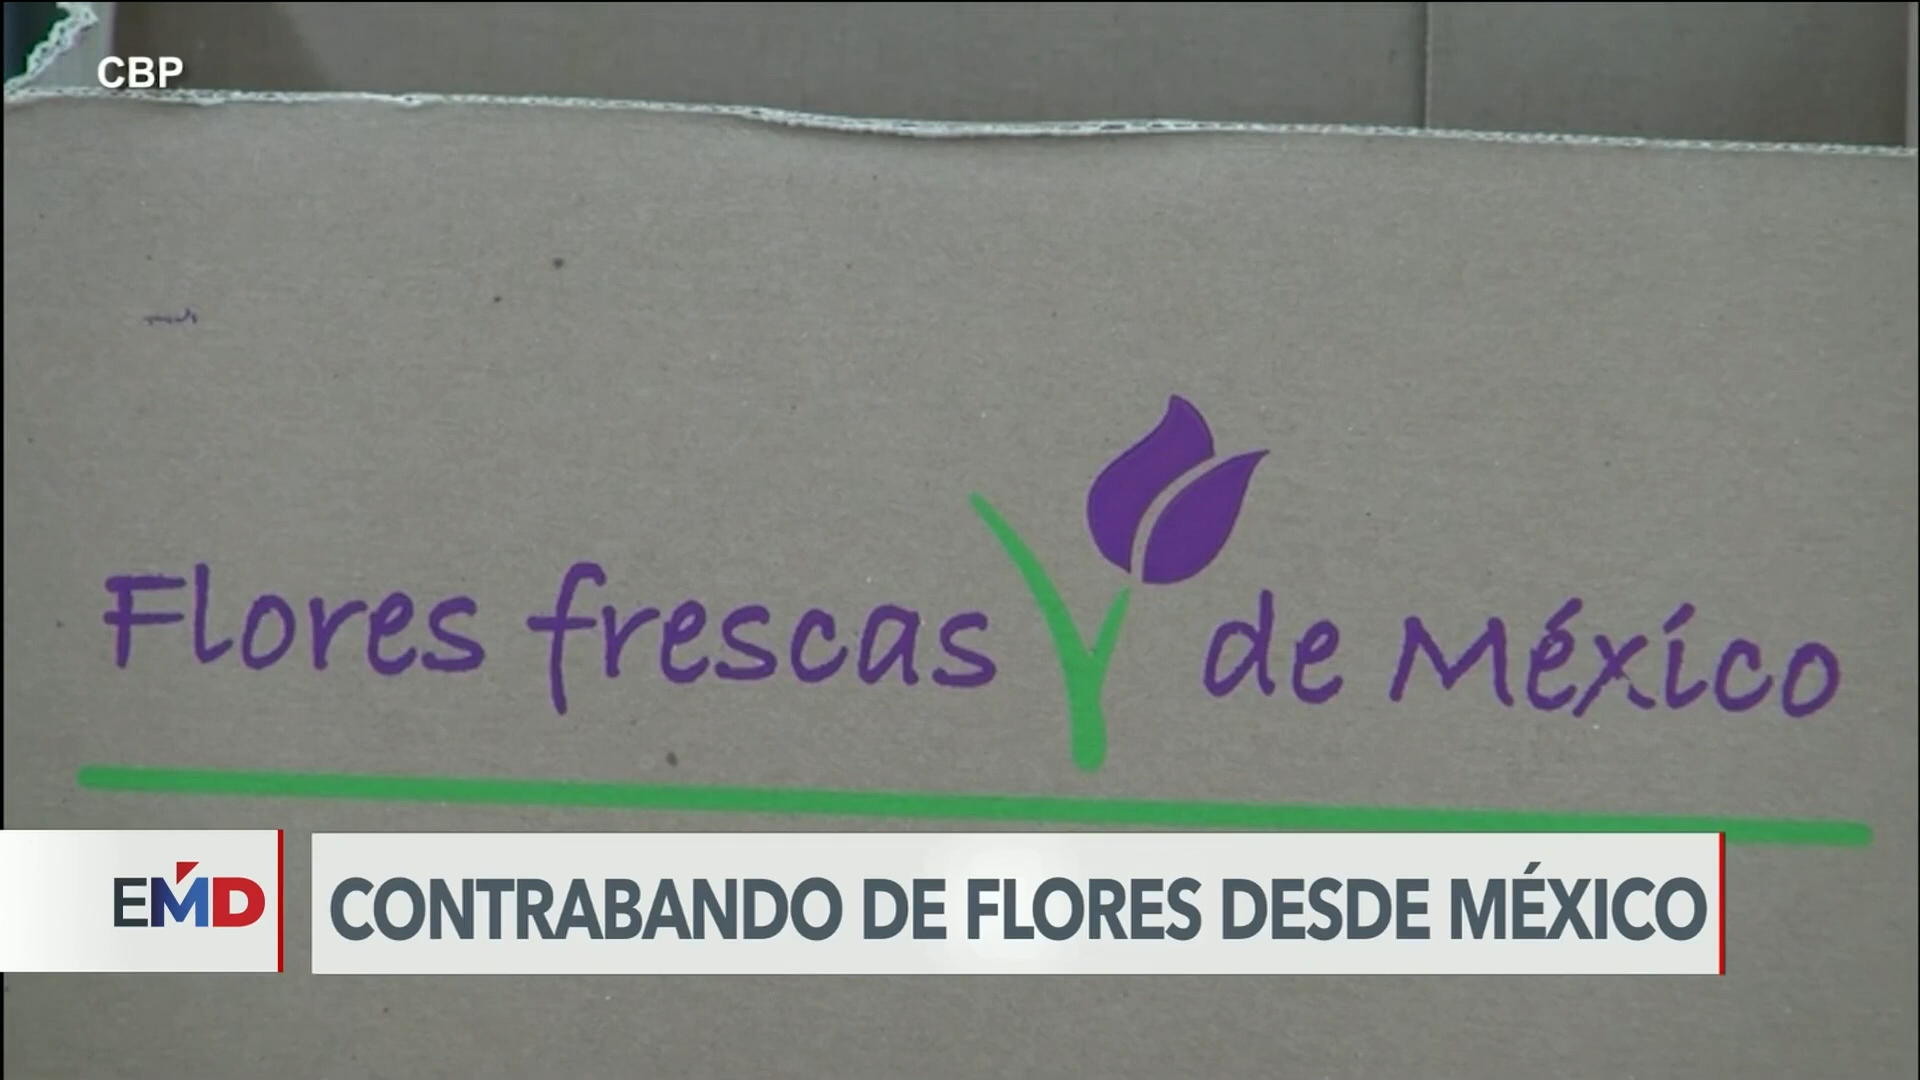 CBP
Flores frescas de México
EMD
CONTRABANDO DE FLORES DESDE MÉXICO